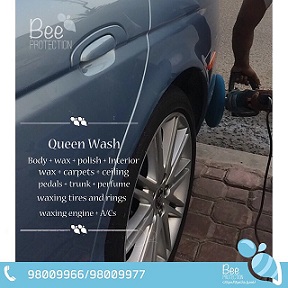 Bee
PROTECTION
Queen Wash
Body + wax + polish + Interior
wax + carpets + ceiling
pedals + trunk + perfume
waxing tires and rings
waxing engine + A/Cs
98009966/98009977
Bee
PROTECTION